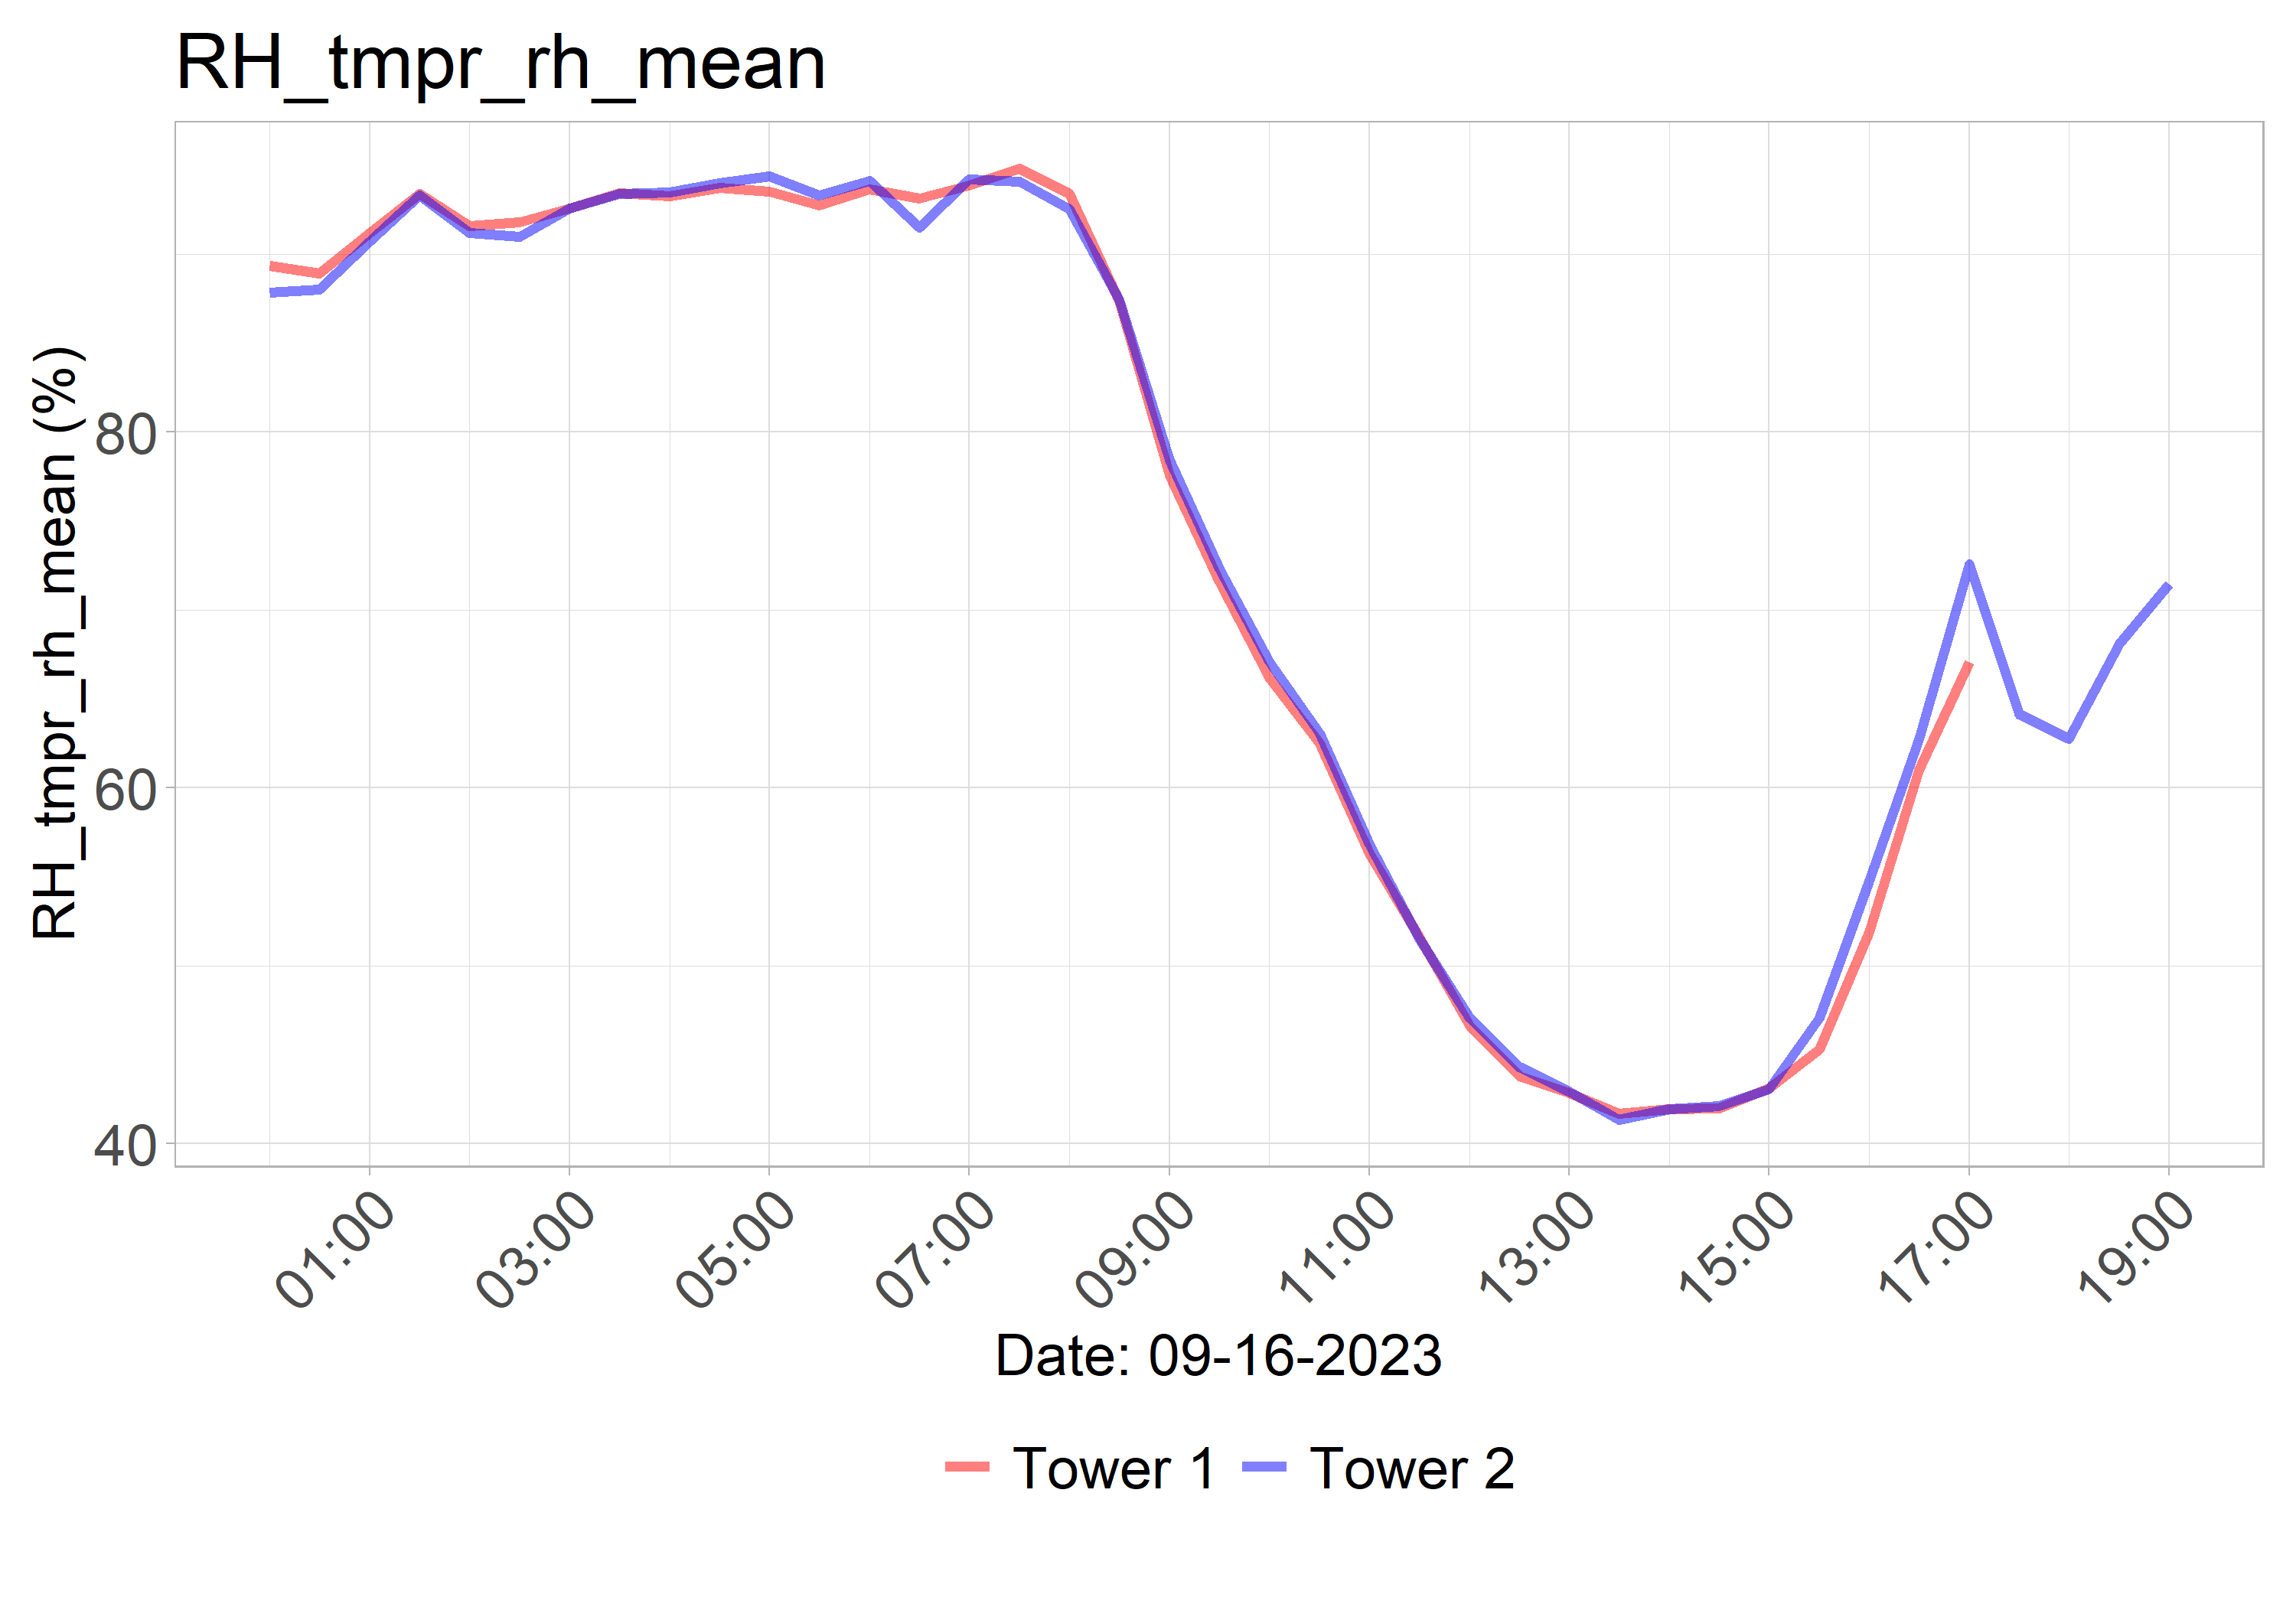 RH_tmpr_rh_mean
RH_tmpr_rh_mean (%)
80
60
40
01:00 03:00 05:00 07:00 09:00 11:00 13:00 15:00 17:00 19:00
Date: 09-16-2023
Tower 1 Tower 2